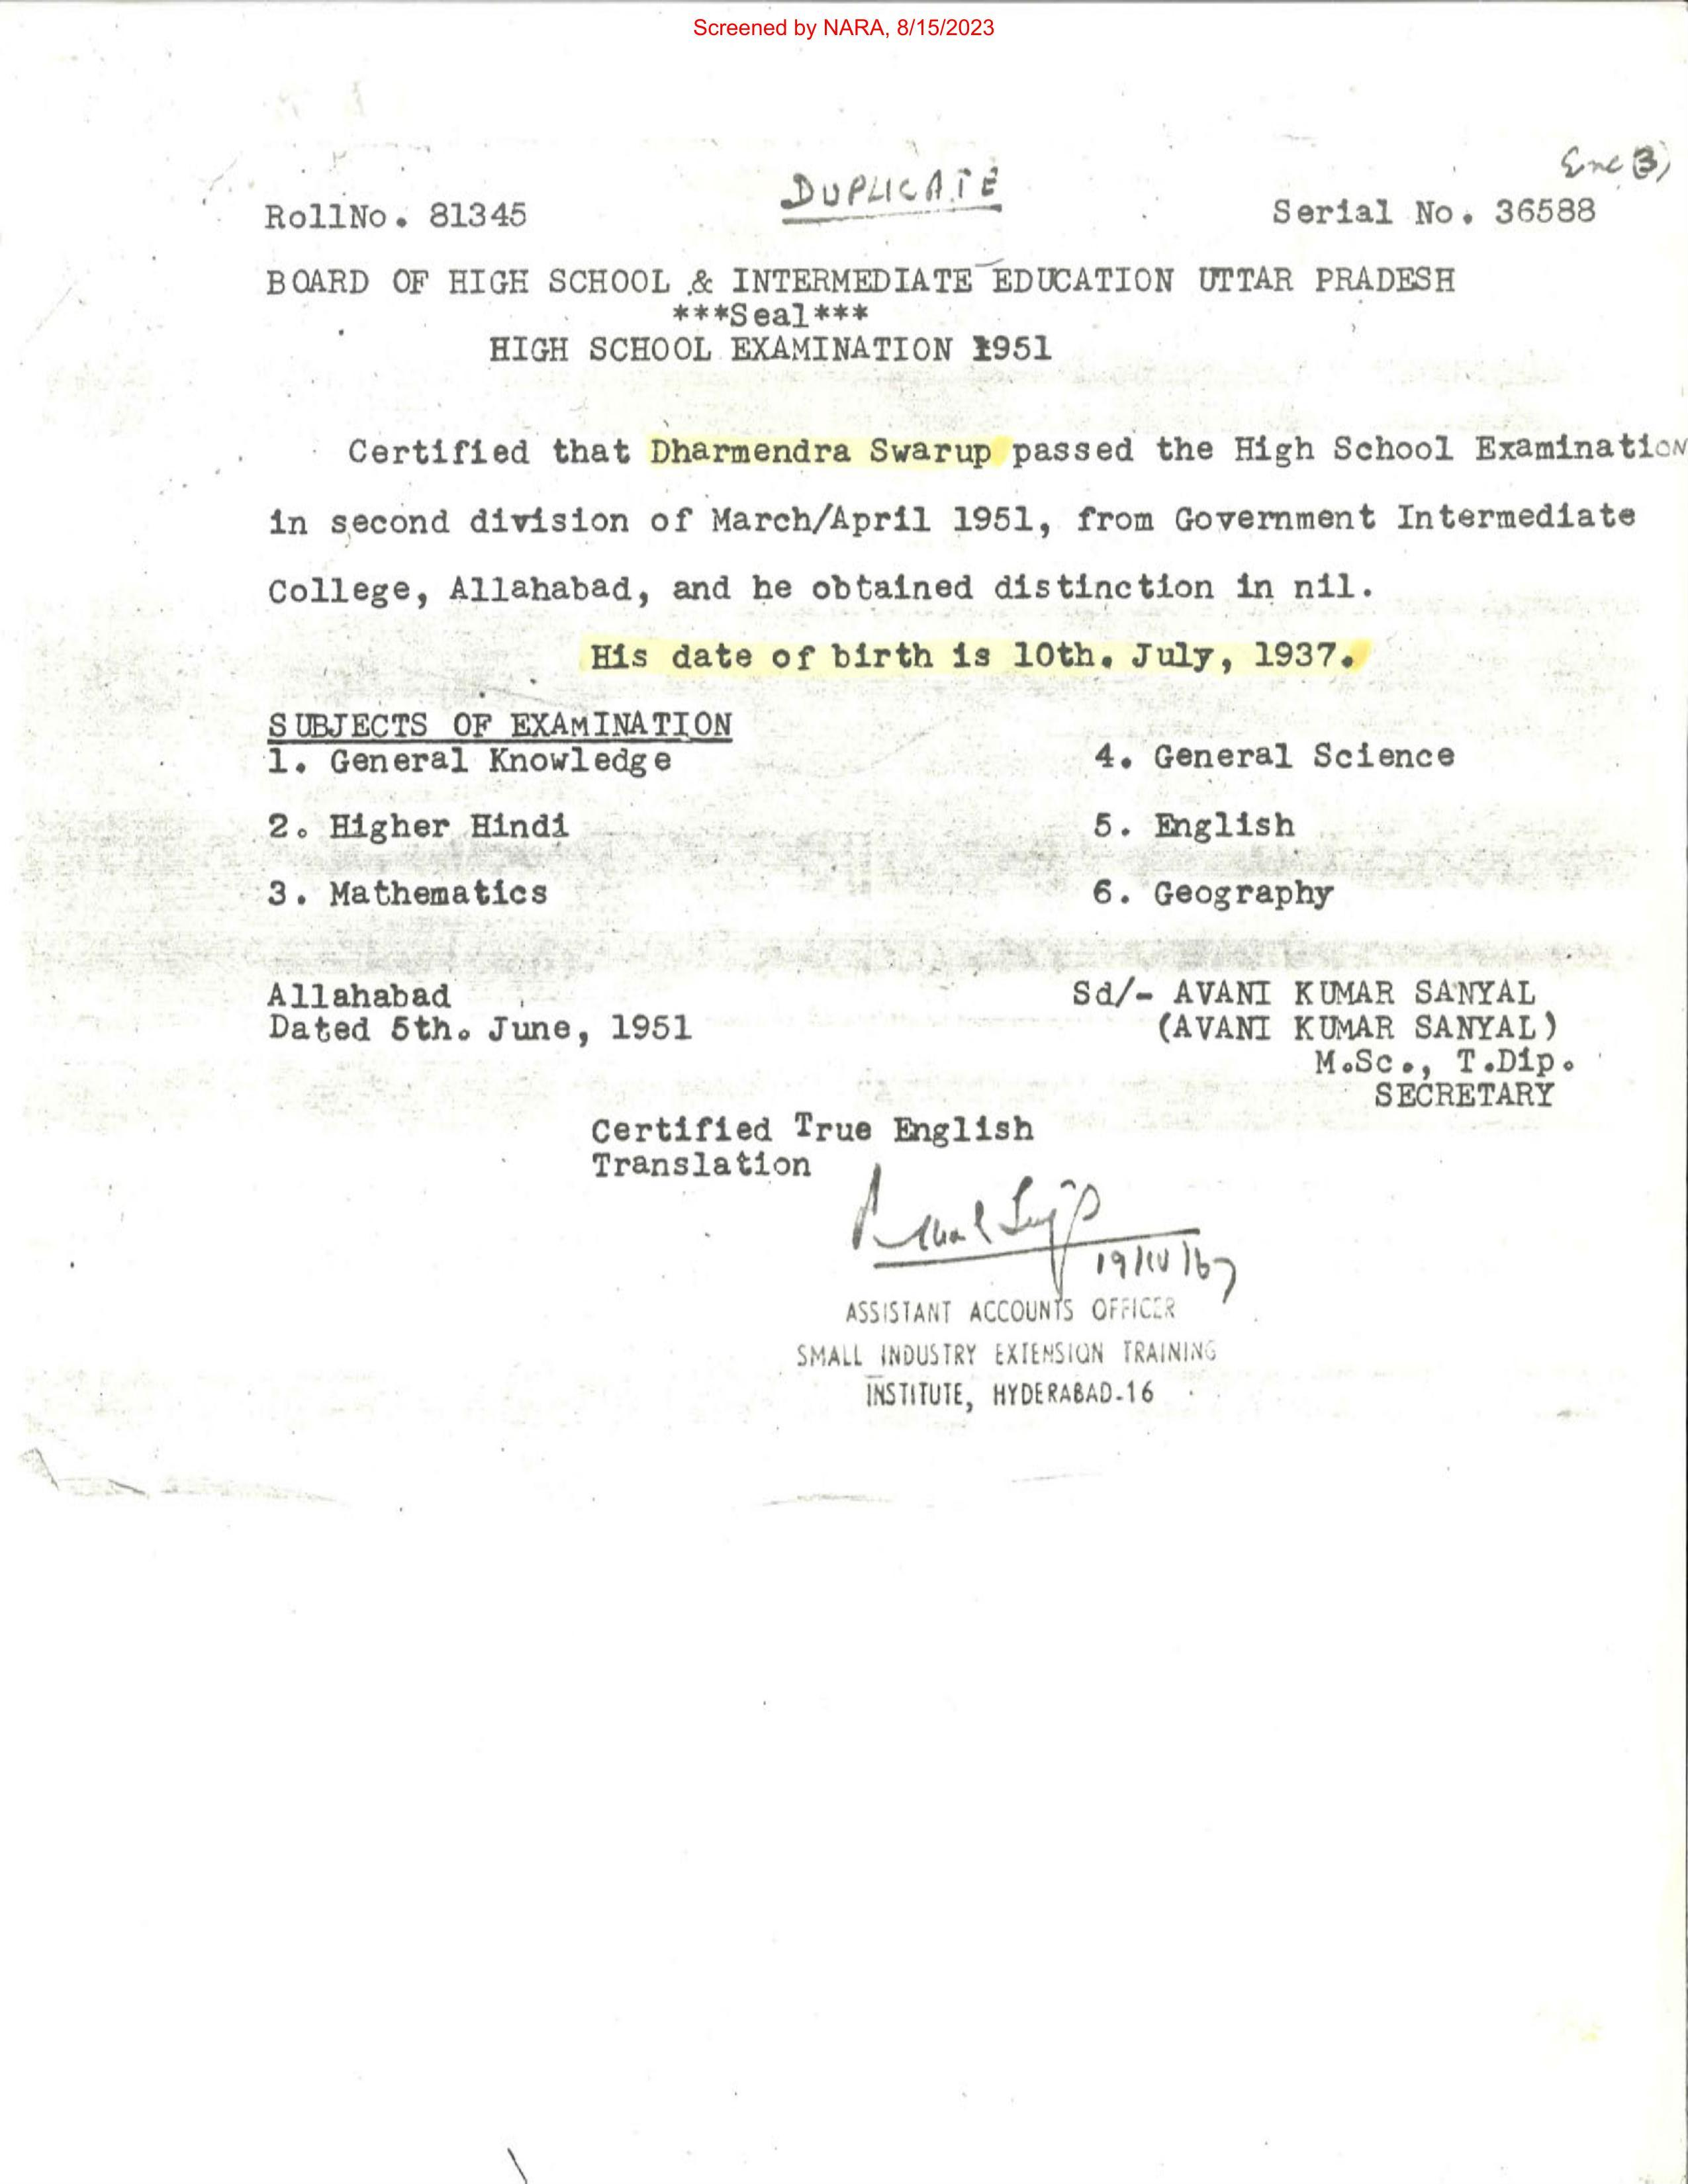 Screened by NARA, 8/15/2023
Enc (3)
DUPLICATE
RollNo. 81345 Serial No. 36588
BOARD OF HIGH SCHOOL & INTERMEDIATE EDUCATION UTTAR PRADESH
***Seal***
HIGH SCHOOL EXAMINATION 1951
Certified that Dharmendra Swarup passed the High School Examination
in second division of March/April 1951, from Government Intermediate
College, Allahabad, and he obtained distinction in nil.
His date of birth is 10th. July, 1937.
SUBJECTS OF EXAMINATION
1. General Knowledge 4. General Science
2. Higher Hindi 5. English
3. Mathematics 6. Geography
Allahabad Sd/- AVANI KUMAR SANYAL
Dated 5th. June, 1951 (AVANI KUMAR SANYAL)
M.Sc., T.Dip.
SECRETARY
Certified True English
Translation
ASSISTANT ACCOUNTS OFFICER
SMALL INDUSTRY EXTENSION TRAINING
INSTITUTE, HYDERABAD-16